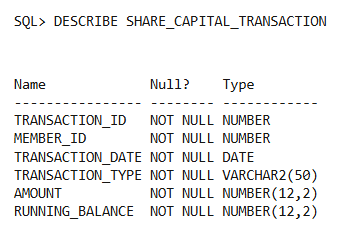 SQL> DESCRIBE SHARE_CAPITAL_TRANSACTION
Name             Null?    Type
---------------- -------- ------------
TRANSACTION_ID   NOT NULL NUMBER
MEMBER_ID        NOT NULL NUMBER
TRANSACTION_DATE NOT NULL DATE
TRANSACTION_TYPE NOT NULL VARCHAR2(50)
AMOUNT           NOT NULL NUMBER(12,2)
RUNNING_BALANCE  NOT NULL NUMBER(12,2)